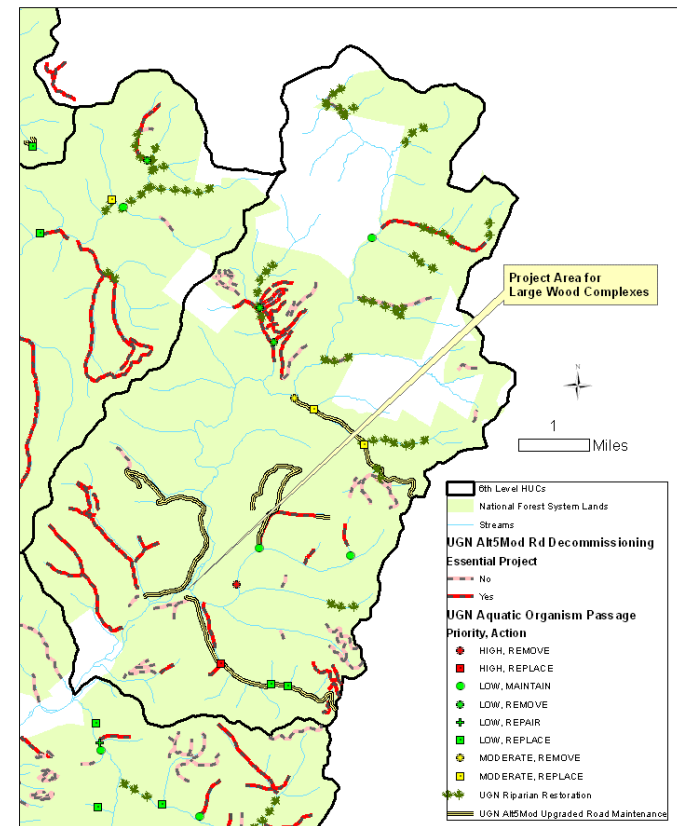 Project Area for
Large Wood Complexes
N
1
Miles
6th Level HUCs
National Forest System Lands
Streams
UGN Alt5Mod Rd Decommissioning
Essential Project
No
Yes
UGN Aquatic Organism Passage
Priority, Action
HIGH, REMOVE
HIGH, REPLACE
LOW, MAINTAIN
LOW, REMOVE
LOW, REPAIR
LOW, REPLACE
MODERATE, REMOVE
MODERATE, REPLACE
UGN Riparian Restoration
UGN Alt5Mod Upgraded Road Maintenance